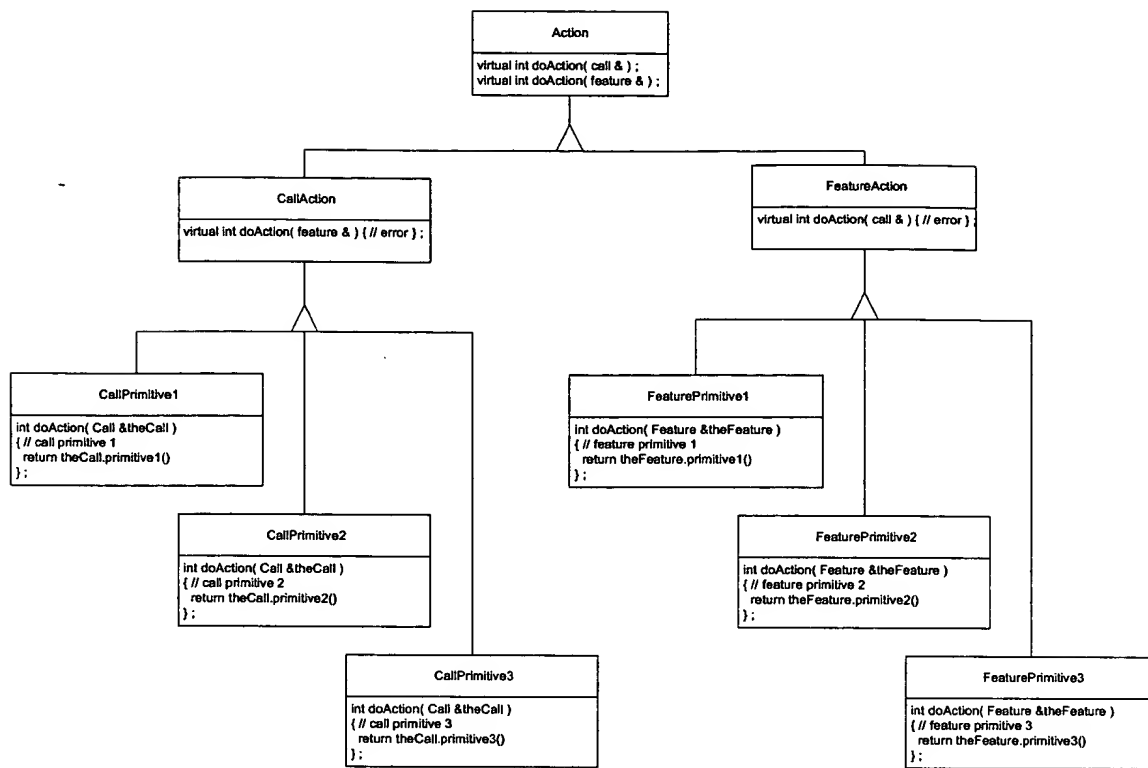 Action
virtual int doAction( call & ) ;
virtual int doAction( feature & ) ;
CallAction
virtual int doAction( feature & ) { // error } ;
FeatureAction
virtual int doAction( call & ) { // error } ;
CallPrimitive1
int doAction( Call &theCall )
{ // call primitive 1
return theCall.primitive1()
} ;
FeaturePrimitive1
int doAction( Feature &theFeature )
{ // feature primitive 1
return theFeature.primitive1()
} ;
CallPrimitive2
int doAction( Call &theCall )
{ // call primitive 2
return theCall.primitive2()
} ;
FeaturePrimitive2
int doAction( Feature &theFeature )
{ // feature primitive 2
return theFeature.primitive2()
} ;
CallPrimitive3
int doAction( Call &theCall )
{ // call primitive 3
return theCall.primitive3()
} ;
FeaturePrimitive3
int doAction( Feature &theFeature )
{ // feature primitive 3
return theFeature.primitive3()
} ;